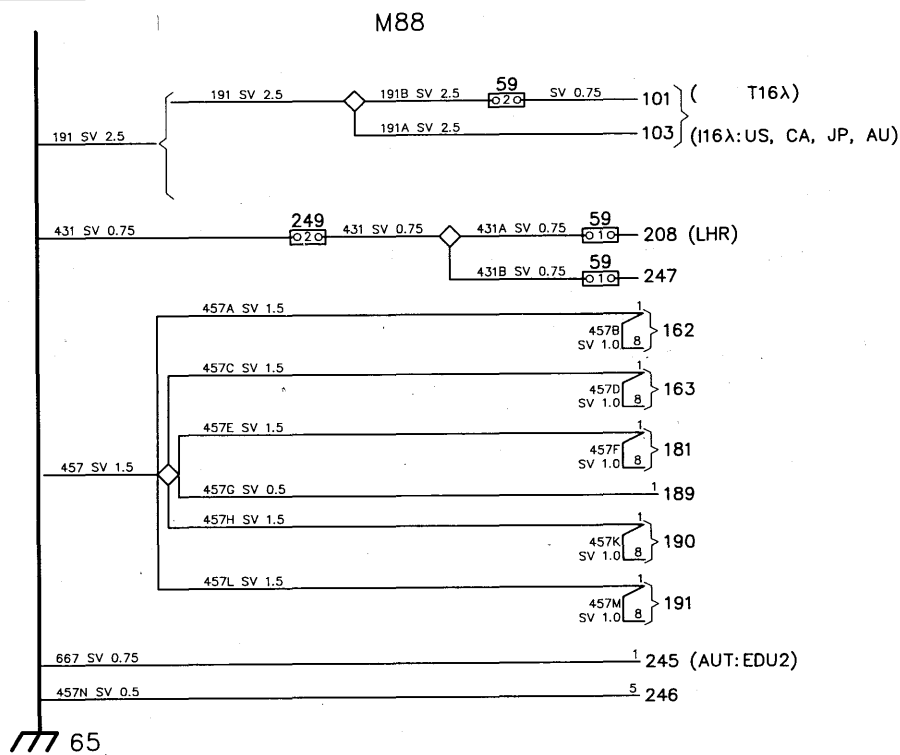 M88
59
191 SV 2.5 191B SV 2.5 2 SV 0.75 101 ( T16λ)
191 SV 2.5 191A SV 2.5 103 (I16λ:US, CA, JP, AU)
249 59
431 SV 0.75 2 431 SV 0.75 431A SV 0.75 1 208 (LHR)
59
431B SV 0.75 1 247
457A SV 1.5 1
457B 162
SV 1.0 8
457C SV 1.5 1
457D 163
SV 1.0 8
457E SV 1.5 1
457F 181
SV 1.0 8
457 SV 1.5
457G SV 0.5 1 189
457H SV 1.5 1
457K 190
SV 1.0 8
457L SV 1.5 1
457M 191
SV 1.0 8
667 SV 0.75 1 245 (AUT:EDU2)
457N SV 0.5 5 246
65